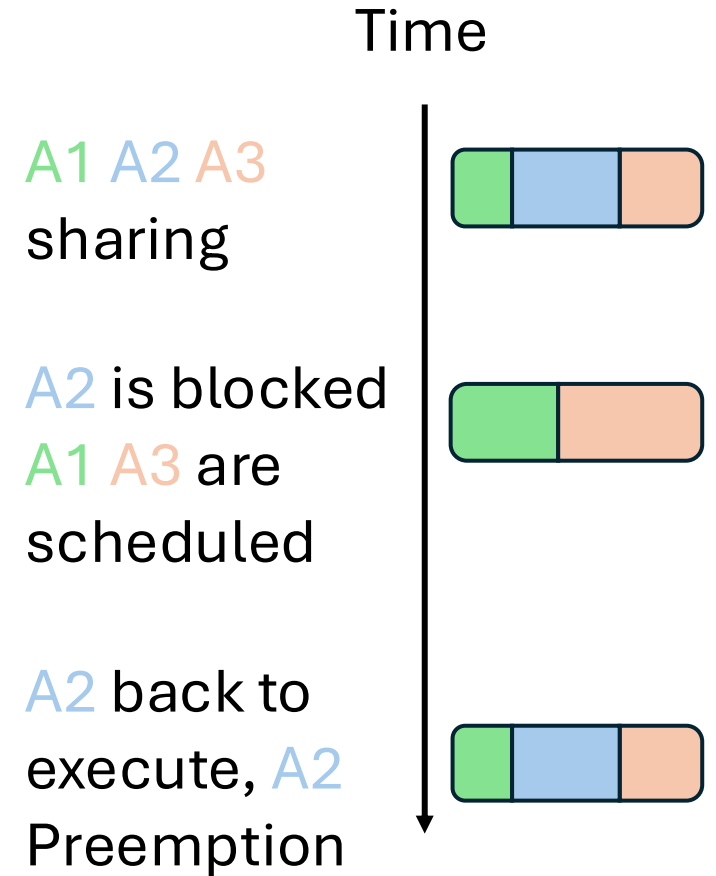 Time
A1 A2 A3
sharing
A2 is blocked
A1 A3 are
scheduled
A2 back to
execute, A2
Preemption